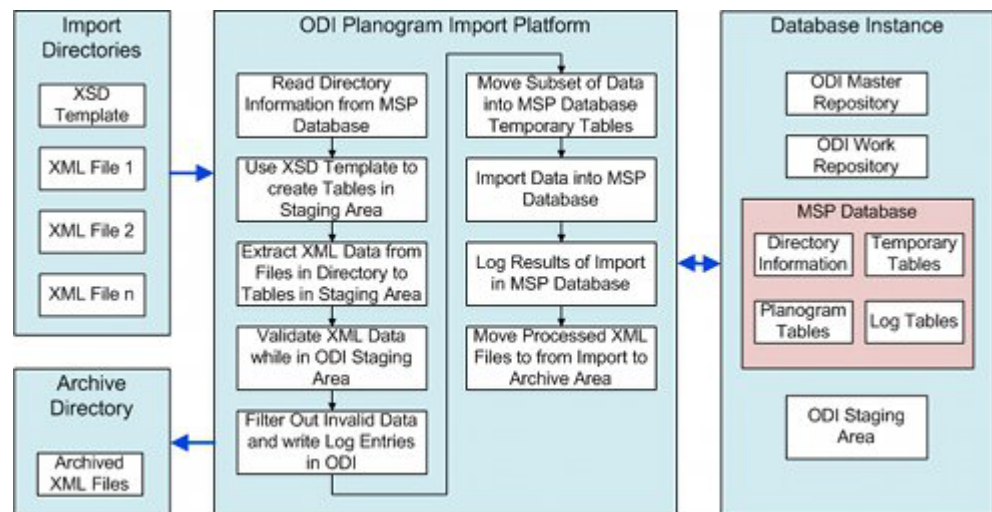 Import
Directories
XSD
Template
XML File 1
XML File 2
XML File n
Archive
Directory
Archived
XML Files
ODI Planogram Import Platform
Read Directory
Information from MSP
Database
Use XSD Template to
create Tables in
Staging Area
Extract XML Data from
Files in Directory to
Tables in Staging Area
Validate XML Data
while in ODI Staging
Area
Filter Out Invalid Data
and write Log Entries
in ODI
Move Subset of Data
into MSP Database
Temporary Tables
Import Data into MSP
Database
Log Results of Import
in MSP Database
Move Processed XML
Files to from Import to
Archive Area
Database Instance
ODI Master
Repository
ODI Work
Repository
MSP Database
Directory
Information
Temporary
Tables
Planogram
Tables
Log Tables
ODI Staging
Area